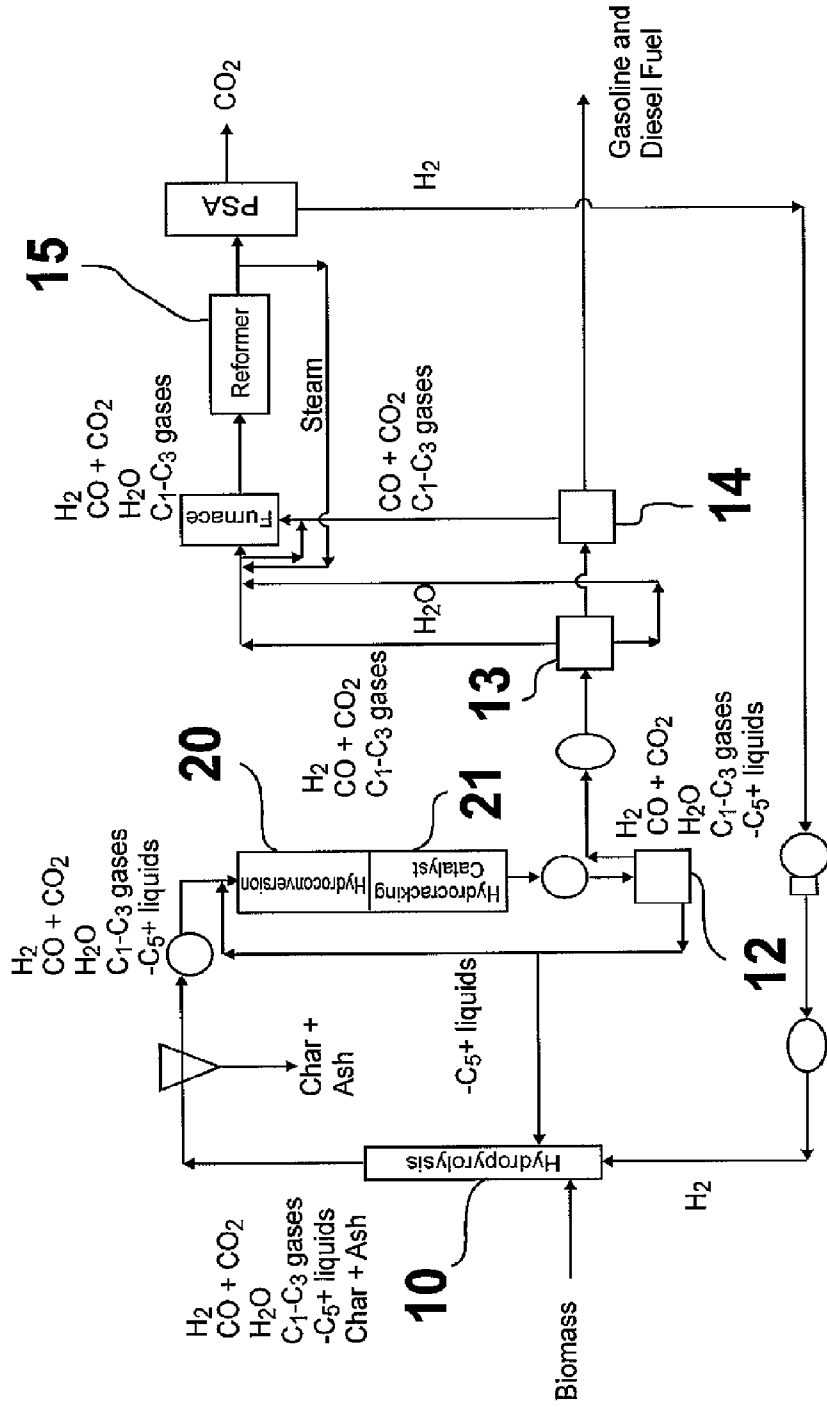 H2
CO + CO2
H2O
C1-C3 gases
-C5+ liquids
Char + Ash
10
Biomass
Hydropyrolysis
H2
Char +
Ash
H2
CO + CO2
H2O
C1-C3 gases
-C5+ liquids
-C5+ liquids
20
Hydroconversion
Hydrocracking
Catalyst
21
12
H2
CO + CO2
H2O
C1-C3 gases
-C5+ liquids
H2
CO + CO2
C1-C3 gases
13
H2O
14
CO + CO2
C1-C3 gases
Steam
H2
CO + CO2
H2O
C1-C3 gases
Furnace
Reformer
15
PSA
CO2
H2
Gasoline and
Diesel Fuel